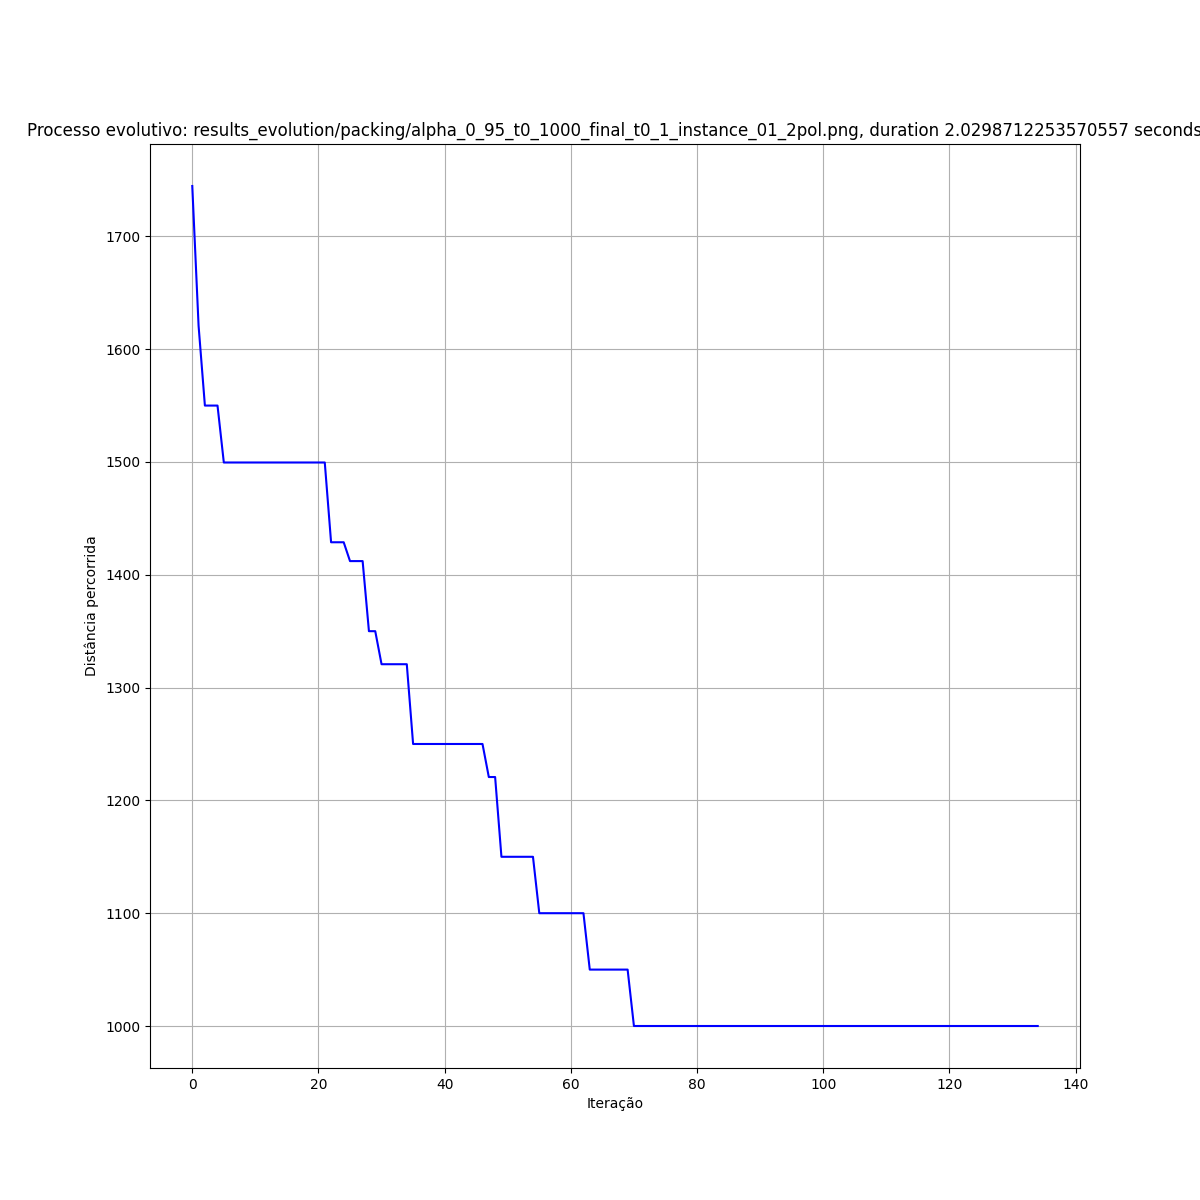 Processo evolutivo: results_evolution/packing/alpha_0_95_t0_1000_final_t0_1_instance_01_2pol.png, duration 2.0298712253570557 seconds
1700
1600
1500
1400
1300
1200
1100
1000
Distância percorrida
0 20 40 60 80 100 120 140
Iteração